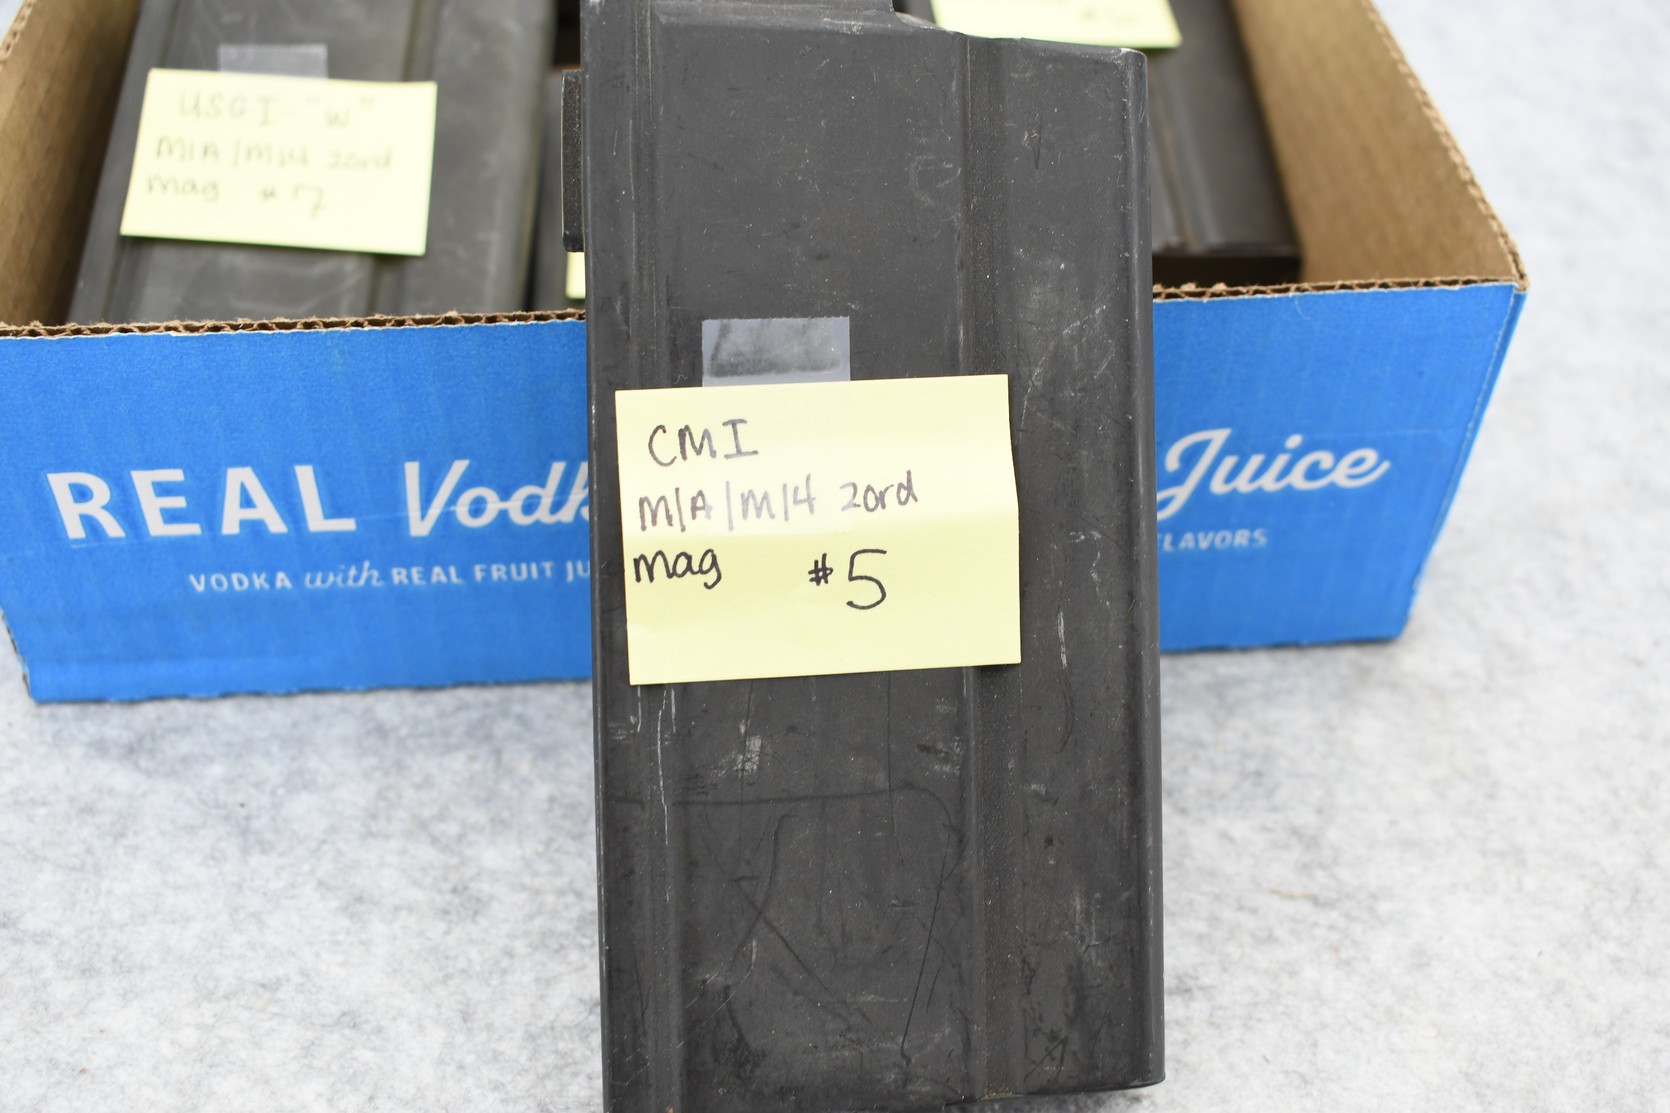 USGI "W"
M1A/M14 20rd
Mag #7
CMI
M1A/M14 20rd
mag #5
REAL Vodk
Juice
VODKA with REAL FRUIT JU
LAVORS